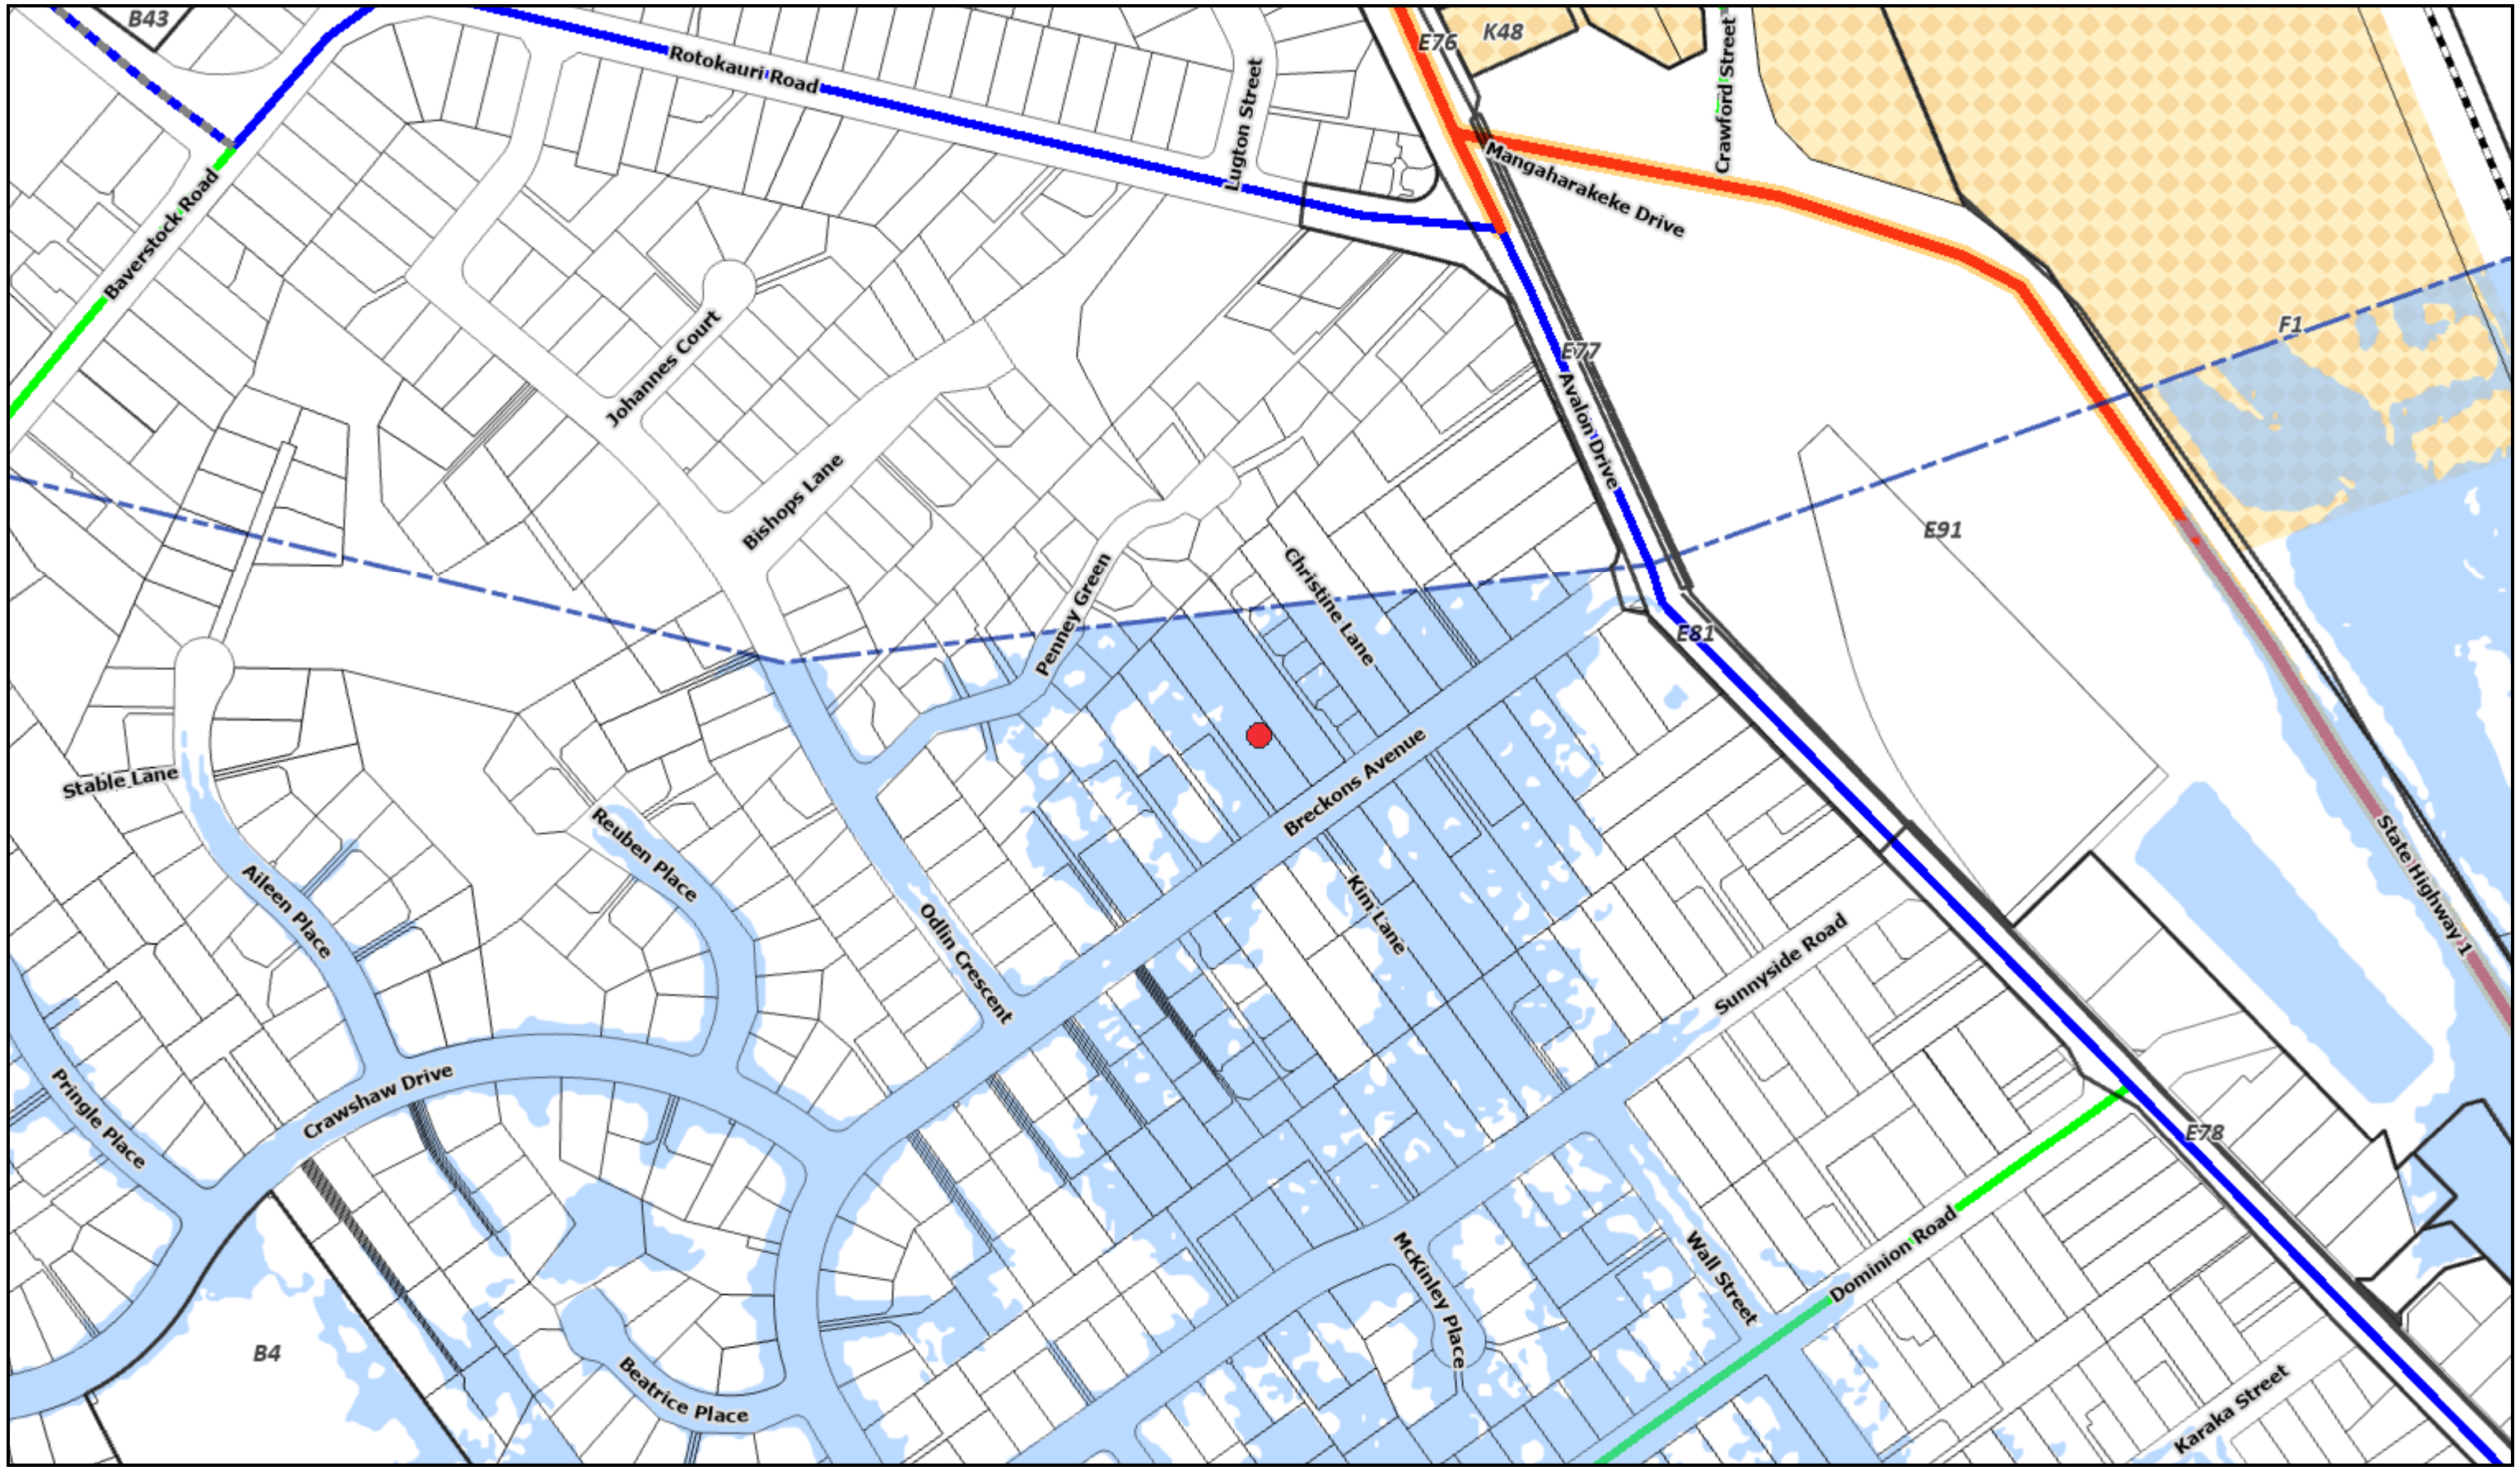 B43
E76
K48
Crawford Street
Rotokauri Road
Lugton Street
Mangaharakeke Drive
Baverstock Road
F1
Johannes Court
E77
Avalon Drive
Bishops Lane
E91
Christine Lane
Penney Green
E81
Stable Lane
Breckons Avenue
Reuben Place
State Highway 1
Aileen Place
Kim Lane
Odlin Crescent
Sunnyside Road
Pringle Place
Crawshaw Drive
E78
McKinley Place
Wall Street
Dominion Road
B4
Beatrice Place
Karaka Street